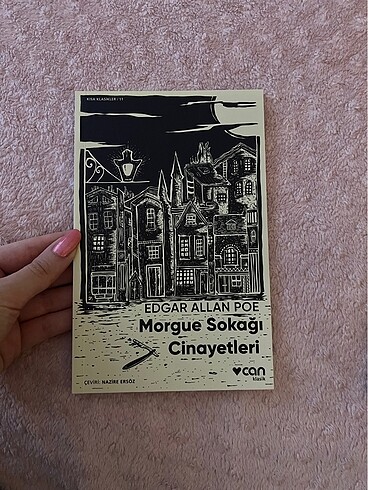 KISA KLASİKLER | 11
EDGAR ALLAN POE
Morgue Sokağı
Cinayetleri
can
klasik
ÇEVİRİ: NAZİRE ERSÖZ